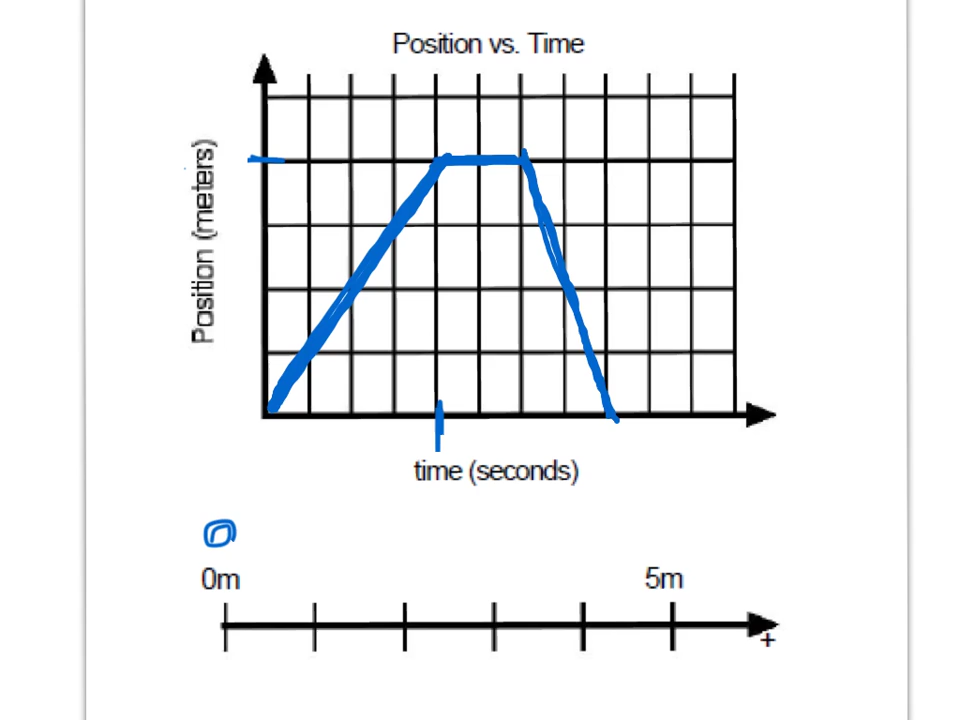 Position vs. Time
Position (meters)
time (seconds)
0m 5m
+